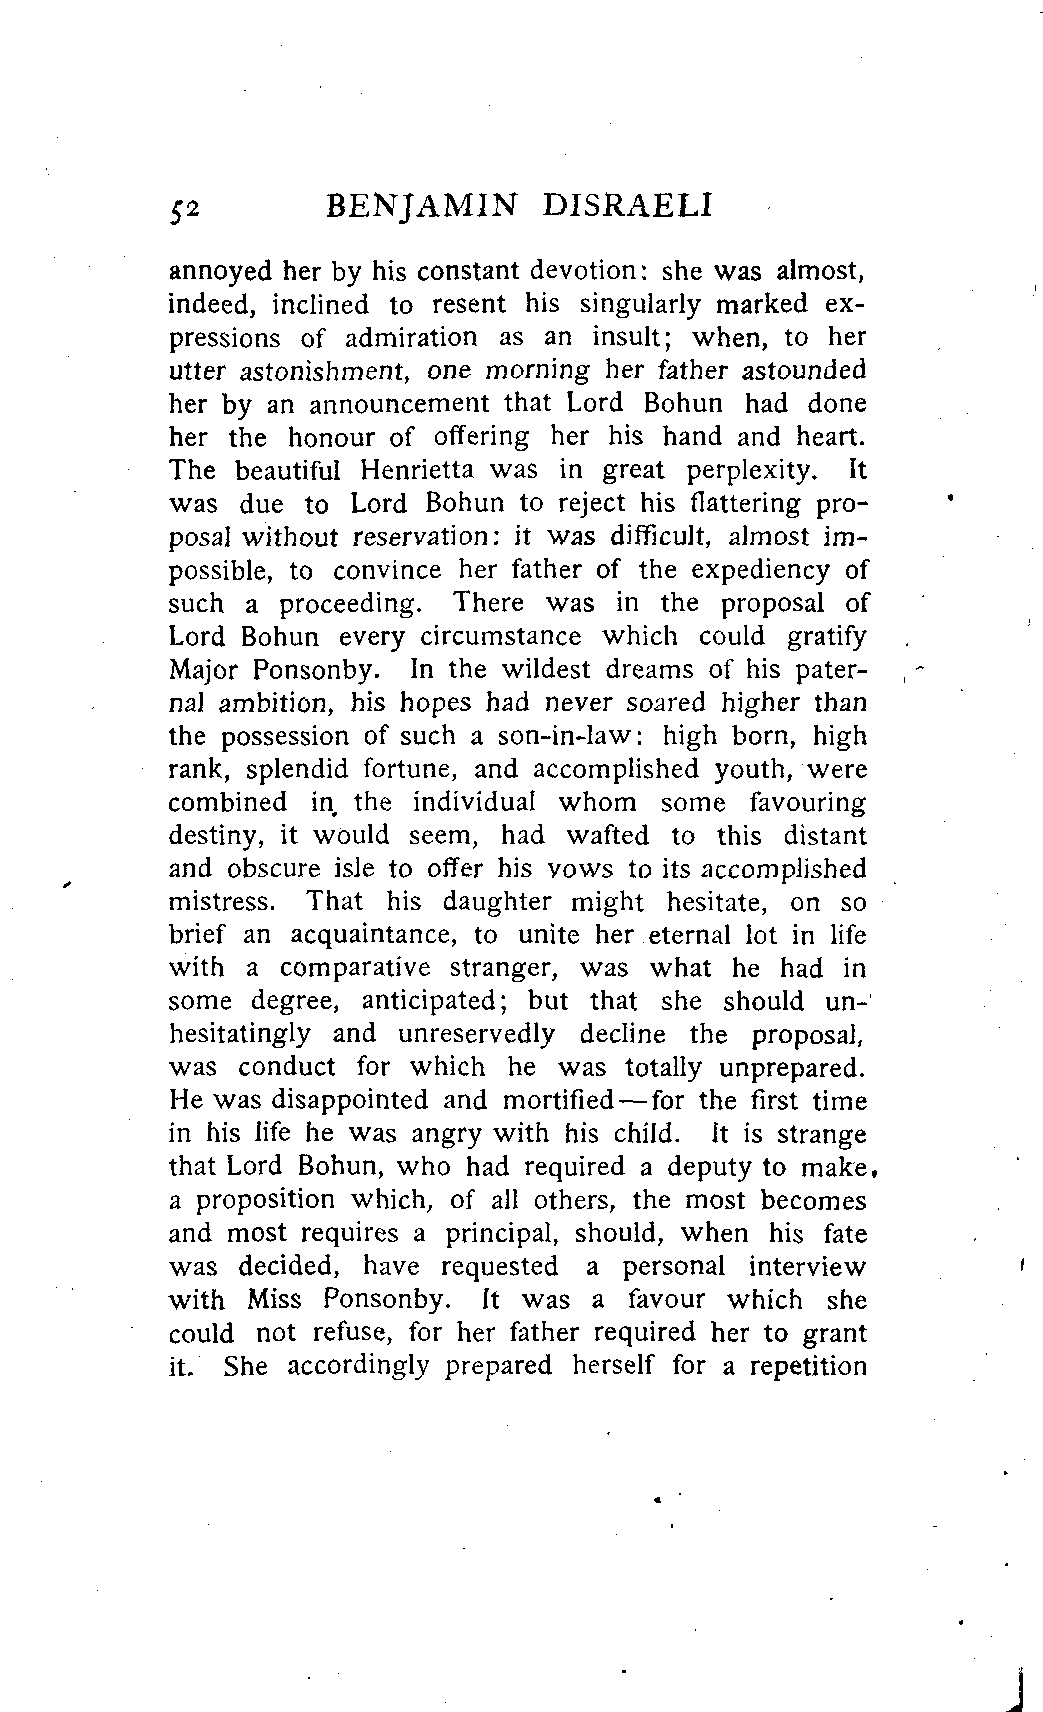 52 BENJAMIN DISRAELI
annoyed her by his constant devotion: she was almost,
indeed, inclined to resent his singularly marked ex-
pressions of admiration as an insult; when, to her
utter astonishment, one morning her father astounded
her by an announcement that Lord Bohun had done
her the honour of offering her his hand and heart.
The beautiful Henrietta was in great perplexity. It
was due to Lord Bohun to reject his flattering pro-
posal without reservation: it was difficult, almost im-
possible, to convince her father of the expediency of
such a proceeding. There was in the proposal of
Lord Bohun every circumstance which could gratify
Major Ponsonby. In the wildest dreams of his pater-
nal ambition, his hopes had never soared higher than
the possession of such a son-in-law: high born, high
rank, splendid fortune, and accomplished youth, were
combined in the individual whom some favouring
destiny, it would seem, had wafted to this distant
and obscure isle to offer his vows to its accomplished
mistress. That his daughter might hesitate, on so
brief an acquaintance, to unite her eternal lot in life
with a comparative stranger, was what he had in
some degree, anticipated; but that she should un-
hesitatingly and unreservedly decline the proposal,
was conduct for which he was totally unprepared.
He was disappointed and mortified—for the first time
in his life he was angry with his child. It is strange
that Lord Bohun, who had required a deputy to make,
a proposition which, of all others, the most becomes
and most requires a principal, should, when his fate
was decided, have requested a personal interview
with Miss Ponsonby. It was a favour which she
could not refuse, for her father required her to grant
it. She accordingly prepared herself for a repetition